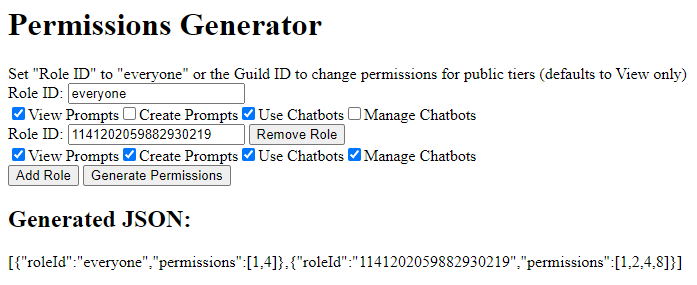 Permissions Generator
Set "Role ID" to "everyone" or the Guild ID to change permissions for public tiers (defaults to View only)
Role ID: everyone
View Prompts Create Prompts Use Chatbots Manage Chatbots
Role ID: 1141202059882930219 Remove Role
View Prompts Create Prompts Use Chatbots Manage Chatbots
Add Role Generate Permissions
Generated JSON:
[{"roleId":"everyone","permissions":[1,4]},{"roleId":"1141202059882930219","permissions":[1,2,4,8]}]